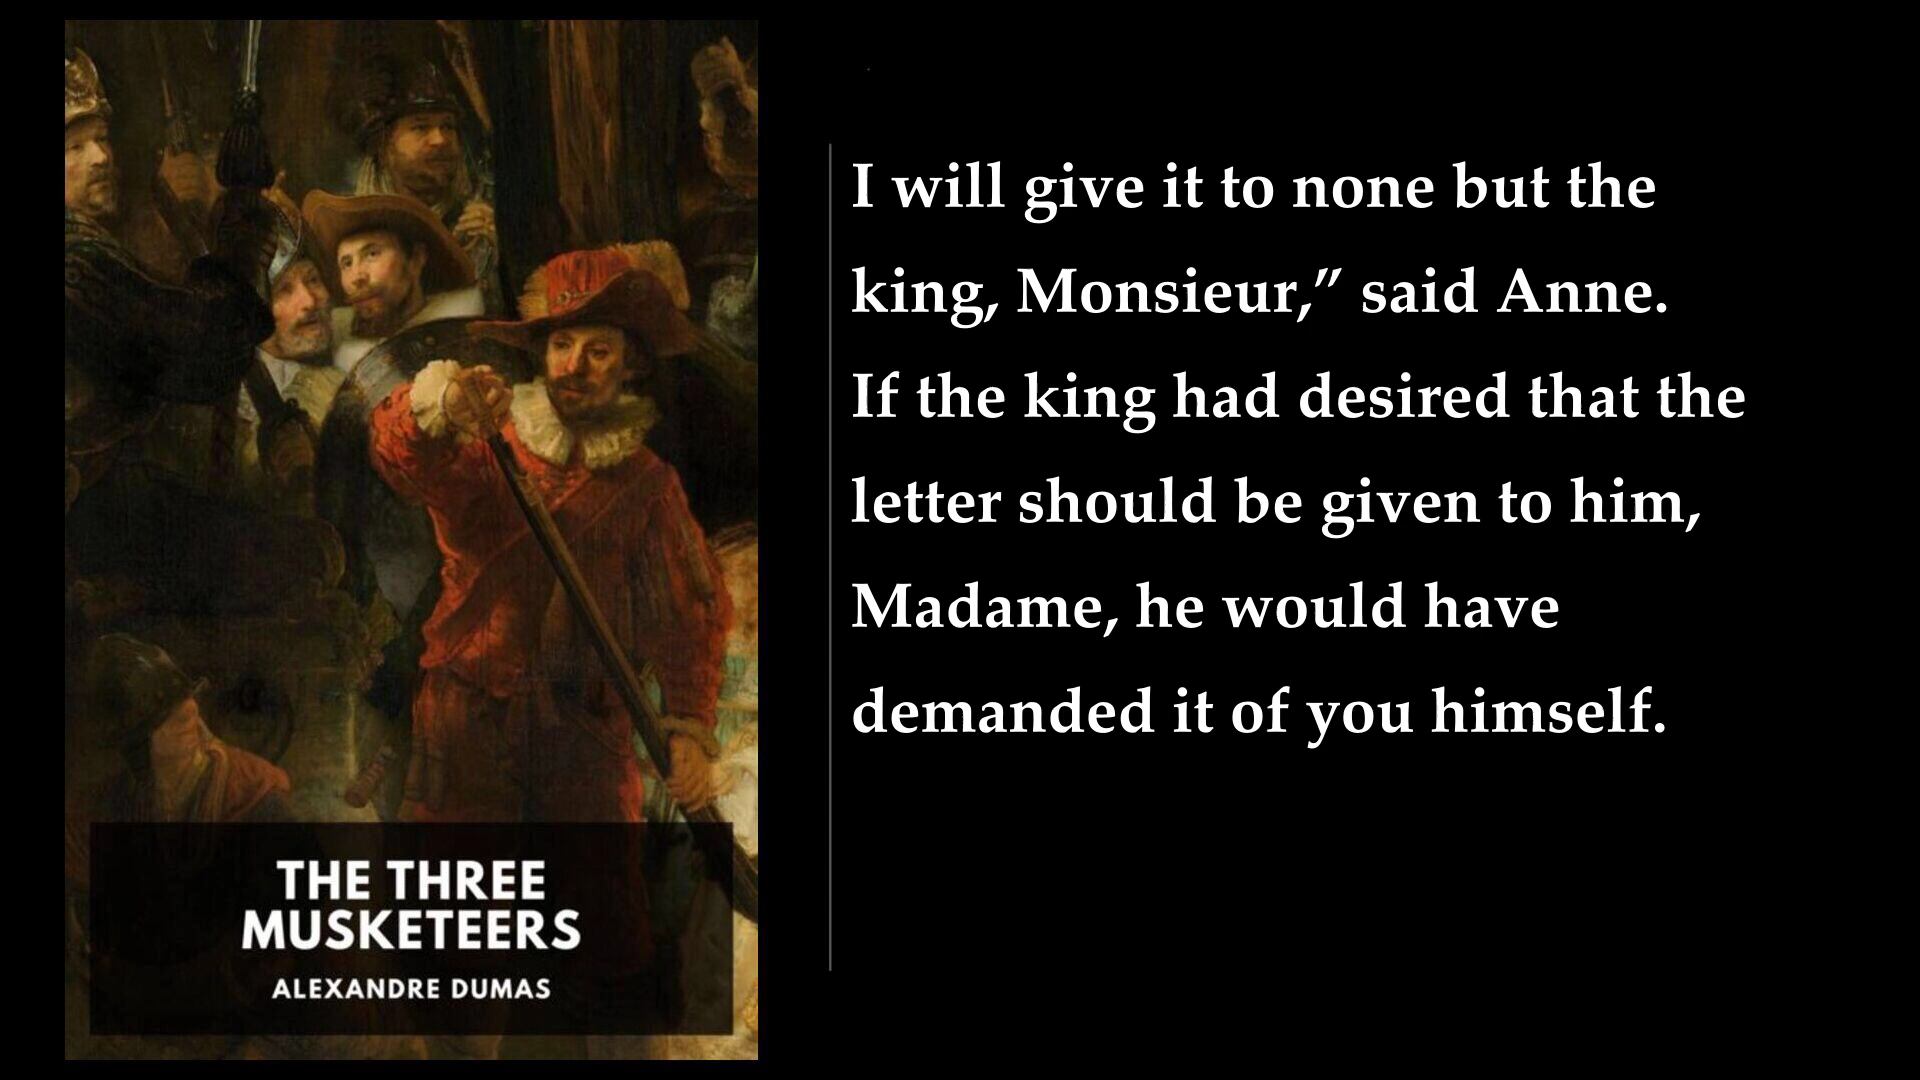 THE THREE
MUSKETEERS
ALEXANDRE DUMAS
I will give it to none but the
king, Monsieur,” said Anne.
If the king had desired that the
letter should be given to him,
Madame, he would have
demanded it of you himself.